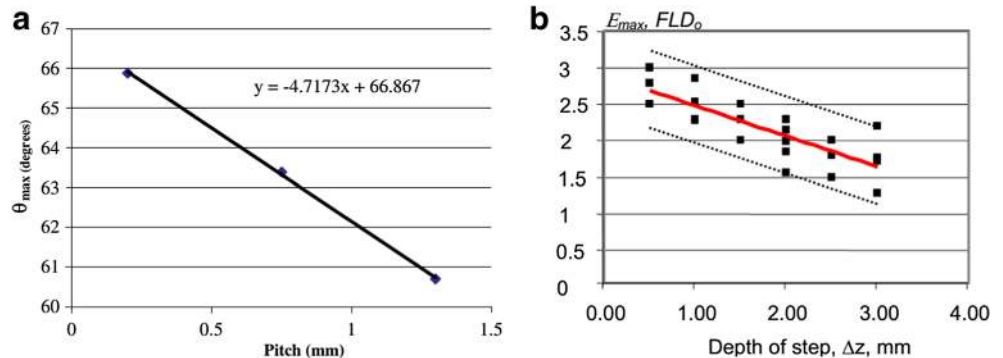 a
67
66
65
64
63
62
61
60
θmax (degrees)
y = -4.7173x + 66.867
0 0.5 1 1.5
Pitch (mm)
b
Emax, FLDo
3.5
3
2.5
2
1.5
1
0.5
0
0.00 1.00 2.00 3.00 4.00
Depth of step, Δz, mm